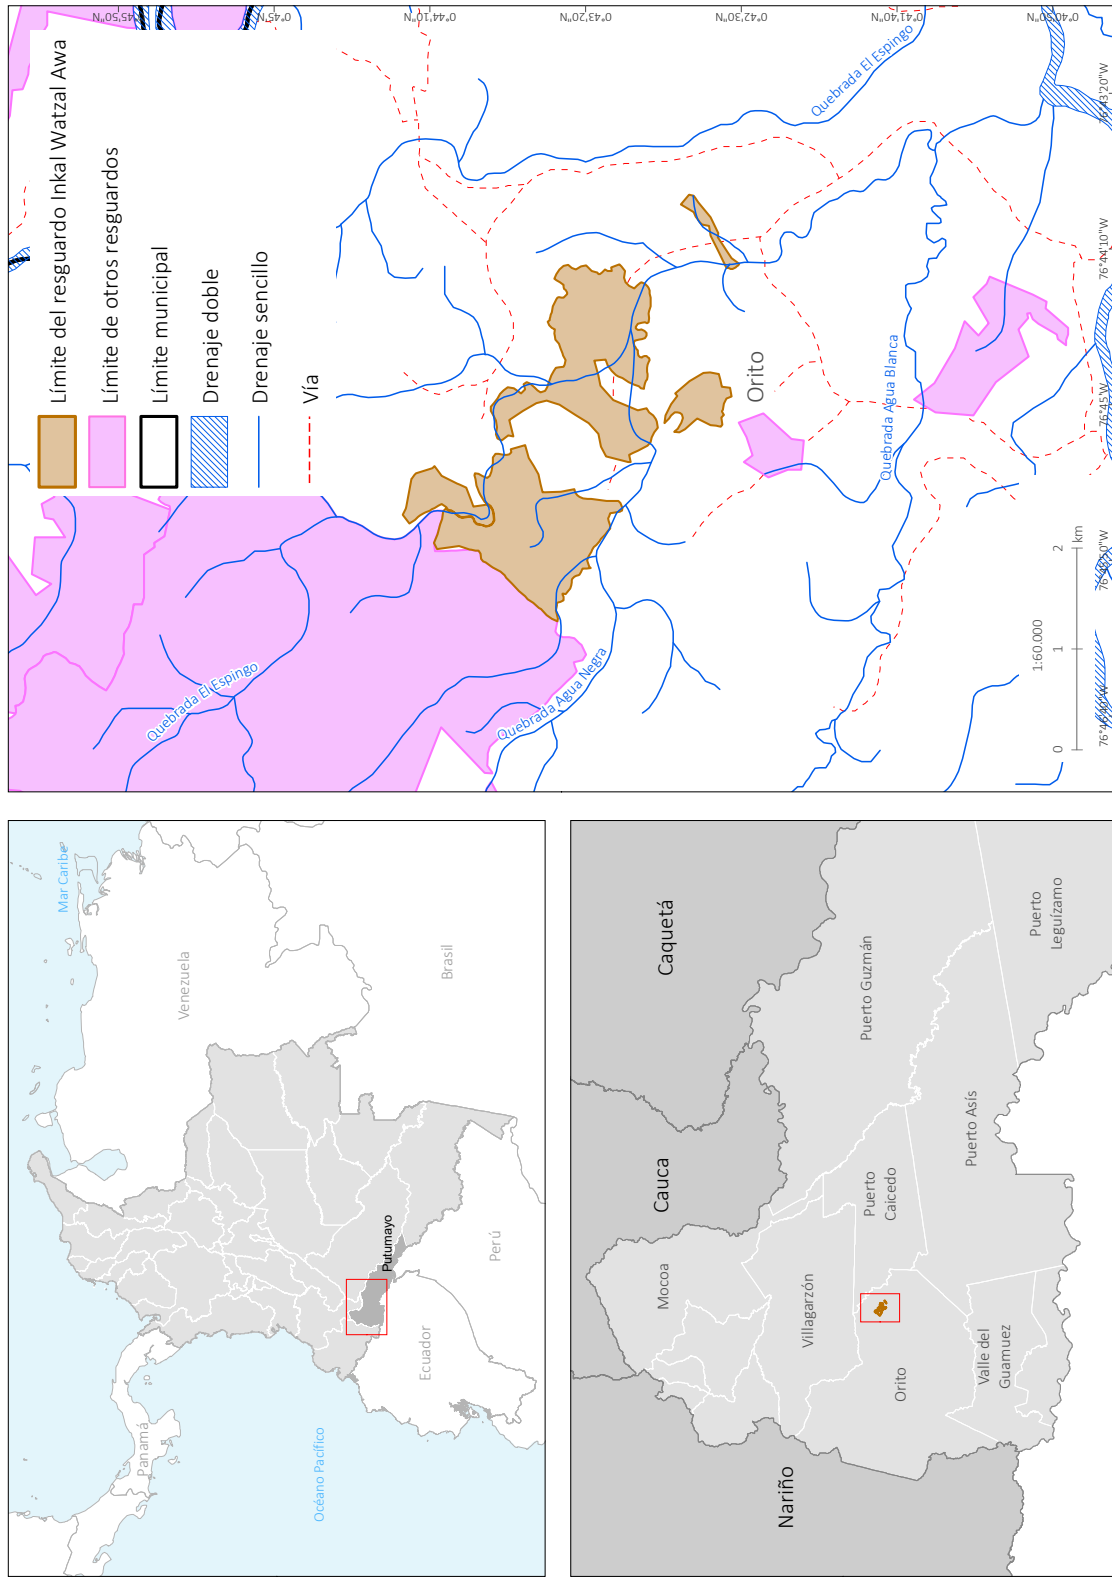 Mar Caribe
Venezuela
Panamá
Brasil
Océano Pacífico
Putumayo
Ecuador
Perú
Caquetá
Cauca
Nariño
Mocoa
Villagarzón
Puerto Guzmán
Puerto
Caicedo
Puerto
Leguízamo
Puerto Asís
Orito
Valle del
Guamuez
Límite del resguardo Inkal Watzal Awa
Límite de otros resguardos
Límite municipal
Drenaje doble
Drenaje sencillo
Vía
Quebrada El Espingo
Quebrada El Espingo
Quebrada Agua Negra
Quebrada Agua Blanca
Orito
0°45'50"N
0°45'N
0°44'10"N
0°43'20"N
0°42'30"N
0°41'40"N
0°40'50"N
76°45'W
76°44'10"W
76°43'20"W
1:60.000
0
1
2
km